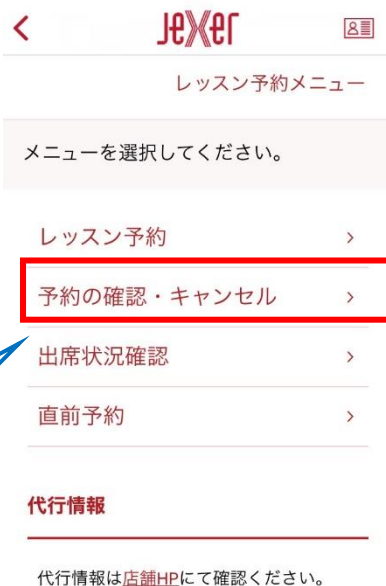 JEXER
レッスン予約メニュー
メニューを選択してください。
レッスン予約
予約の確認・キャンセル
出席状況確認
直前予約
代行情報
代行情報は店舗HPにて確認ください。